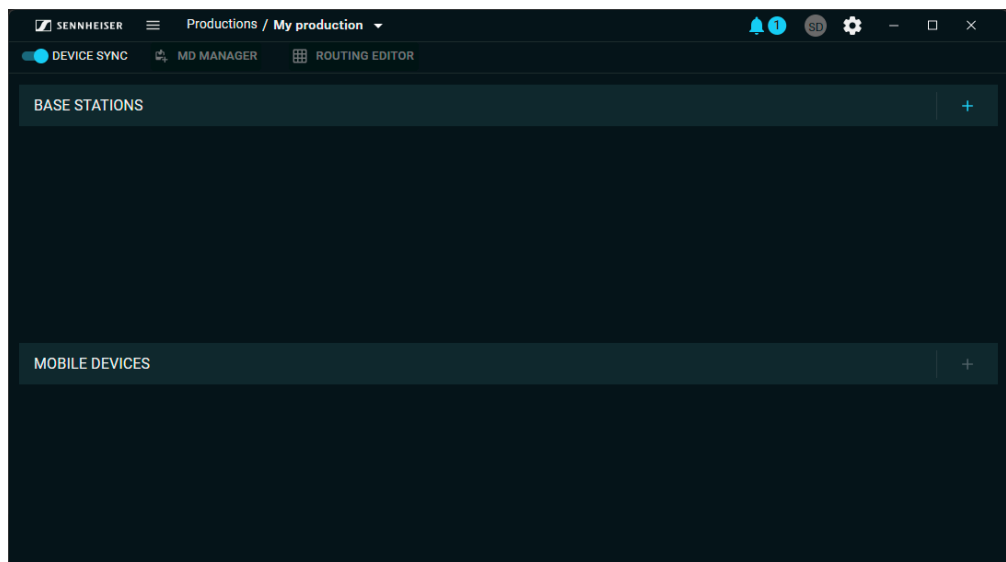 SENNHEISER Productions / My production 1 SD
DEVICE SYNC MD MANAGER ROUTING EDITOR
BASE STATIONS +
MOBILE DEVICES +